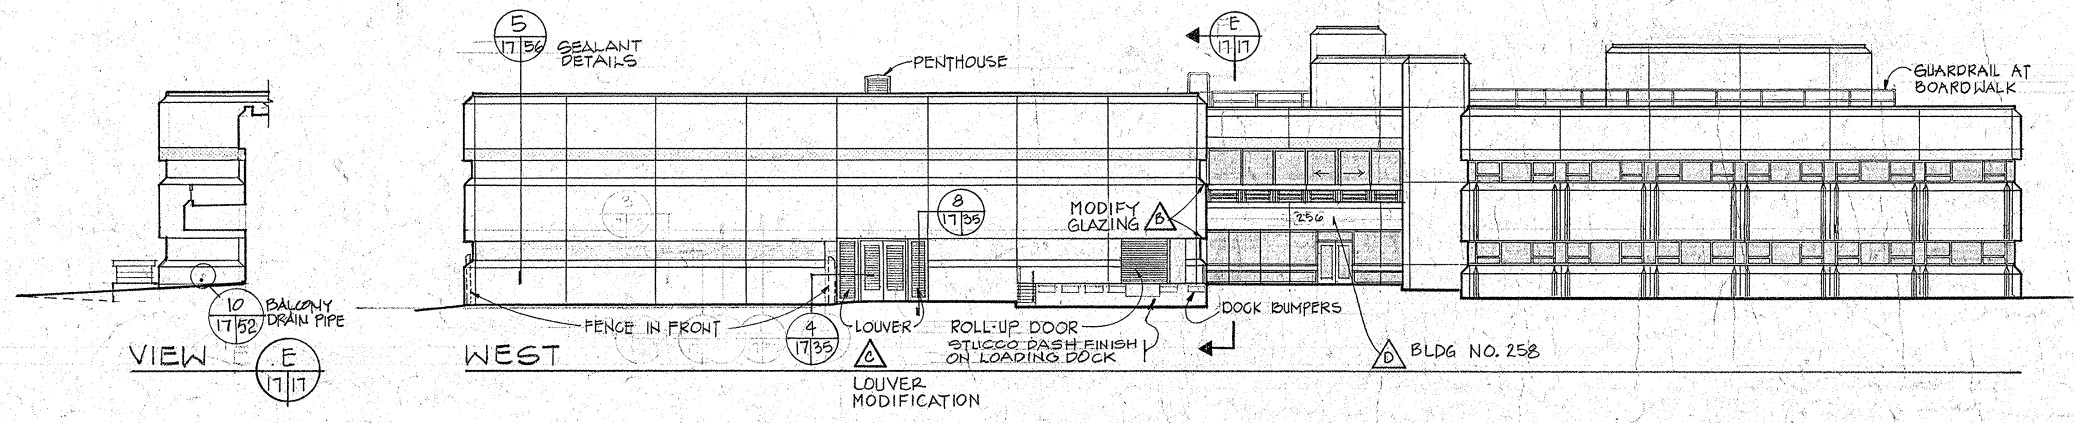 5
17 56
SEALANT
DETAILS
PENTHOUSE
E
17 17
GUARDRAIL AT
BOARDWALK
3
8
17 35
MODIFY
GLAZING
B
256
10
17 52
BALCONY
DRAIN PIPE
FENCE IN FRONT
4
17 35
LOUVER
ROLL-UP DOOR
STUCCO DASH FINISH
ON LOADING DOCK
DOCK BUMPERS
VIEW
E
17 17
WEST
C
LOUVER
MODIFICATION
D
BLDG NO. 258